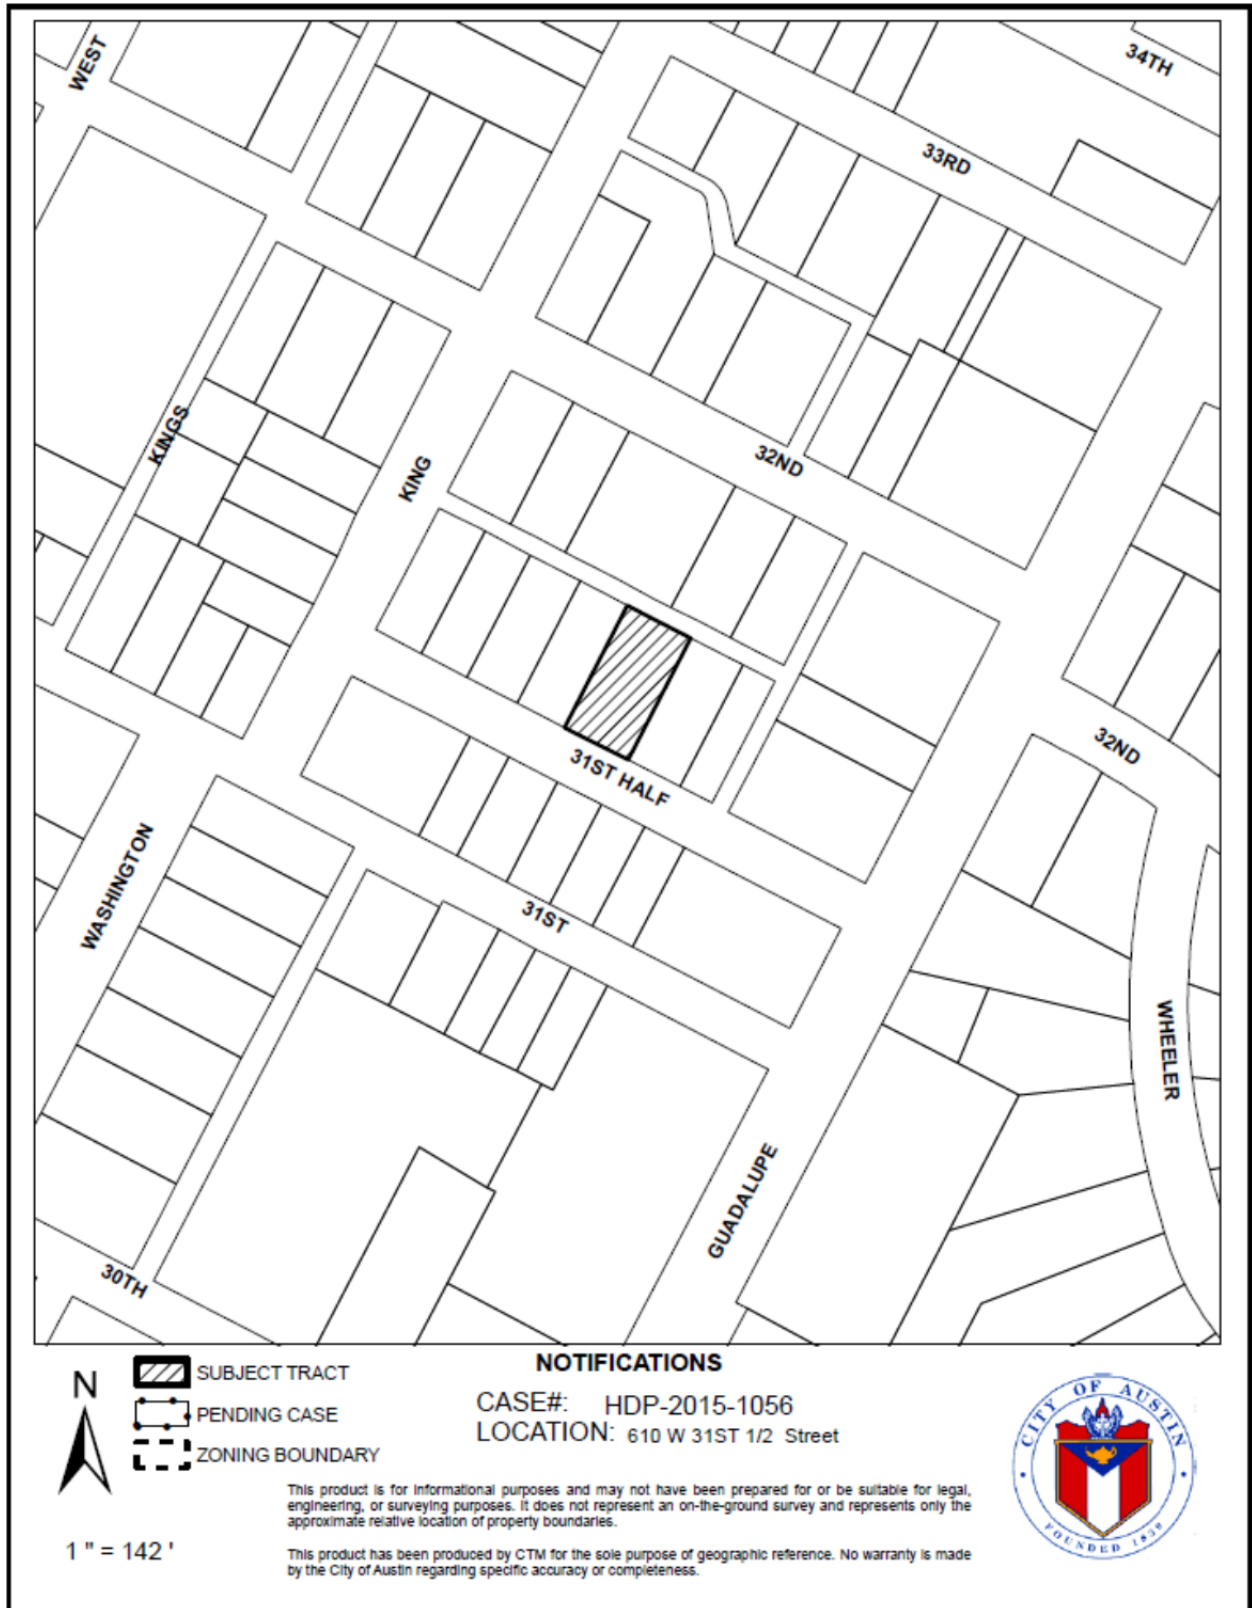 WEST
34TH
33RD
KINGS
KING
32ND
32ND
31ST HALF
WASHINGTON
31ST
WHEELER
GUADALUPE
30TH
NOTIFICATIONS
N
SUBJECT TRACT
PENDING CASE
ZONING BOUNDARY
CASE#: HDP-2015-1056
LOCATION: 610 W 31ST 1/2 Street
This product is for informational purposes and may not have been prepared for or be suitable for legal,
engineering, or surveying purposes. It does not represent an on-the-ground survey and represents only the
approximate relative location of property boundaries.
1 " = 142 '
This product has been produced by CTM for the sole purpose of geographic reference. No warranty is made
by the City of Austin regarding specific accuracy or completeness.
CITY OF AUSTIN
FOUNDED 1839